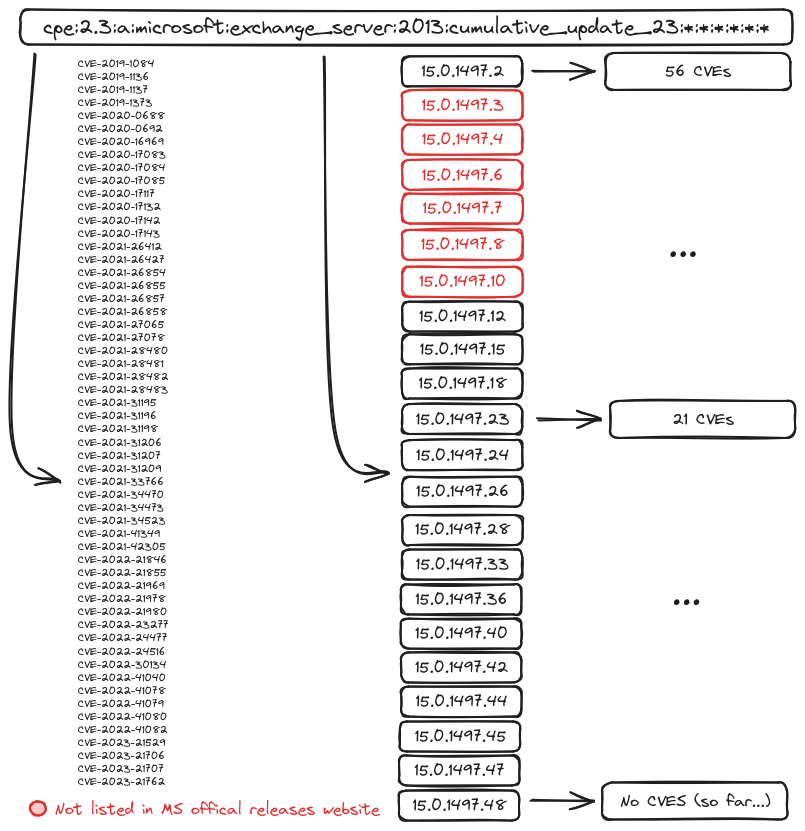 cpe:2.3:a:microsoft:exchange_server:2013:cumulative_update_23:*:*:*:*:*:*
CVE-2019-1084
CVE-2019-1136
CVE-2019-1137
CVE-2019-1373
CVE-2020-0688
CVE-2020-0692
CVE-2020-16969
CVE-2020-17083
CVE-2020-17084
CVE-2020-17085
CVE-2020-17117
CVE-2020-17132
CVE-2020-17142
CVE-2020-17143
CVE-2021-26412
CVE-2021-26427
CVE-2021-26854
CVE-2021-26855
CVE-2021-26857
CVE-2021-26858
CVE-2021-27065
CVE-2021-27078
CVE-2021-28480
CVE-2021-28481
CVE-2021-28482
CVE-2021-28483
CVE-2021-31195
CVE-2021-31196
CVE-2021-31198
CVE-2021-31206
CVE-2021-31207
CVE-2021-31209
CVE-2021-33766
CVE-2021-34470
CVE-2021-34473
CVE-2021-34523
CVE-2021-41349
CVE-2021-42305
CVE-2022-21846
CVE-2022-21855
CVE-2022-21969
CVE-2022-21978
CVE-2022-21980
CVE-2022-23277
CVE-2022-24477
CVE-2022-24516
CVE-2022-30134
CVE-2022-41040
CVE-2022-41078
CVE-2022-41079
CVE-2022-41080
CVE-2022-41082
CVE-2023-21529
CVE-2023-21706
CVE-2023-21707
CVE-2023-21762
Not listed in MS offical releases website
15.0.1497.2
15.0.1497.3
15.0.1497.4
15.0.1497.6
15.0.1497.7
15.0.1497.8
15.0.1497.10
15.0.1497.12
15.0.1497.15
15.0.1497.18
15.0.1497.23
15.0.1497.24
15.0.1497.26
15.0.1497.28
15.0.1497.33
15.0.1497.36
15.0.1497.40
15.0.1497.42
15.0.1497.44
15.0.1497.45
15.0.1497.47
15.0.1497.48
56 CVEs
...
21 CVEs
...
No CVES (so far...)